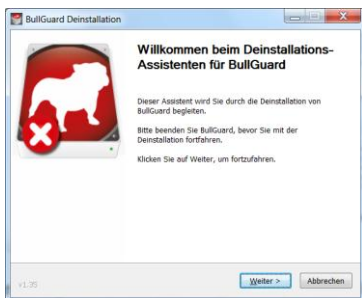 BullGuard Deinstallation
Willkommen beim Deinstallations-
Assistenten für BullGuard
Dieser Assistent wird Sie durch die Deinstallation von
BullGuard begleiten.
Bitte beenden Sie BullGuard, bevor Sie mit der
Deinstallation fortfahren.
Klicken Sie auf Weiter, um fortzufahren.
v1.35
Weiter >
Abbrechen